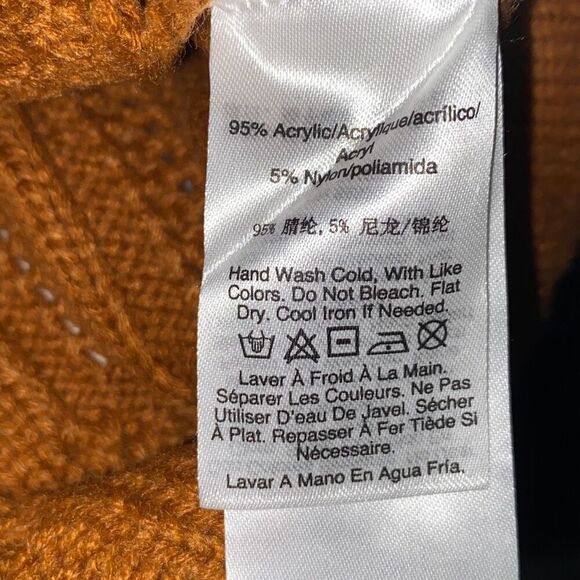 95% Acrylic/Acrylique/acrílico/
Acryl
5% Nylon/poliamida
95% 腈纶, 5% 尼龙/锦纶
Hand Wash Cold, With Like
Colors. Do Not Bleach. Flat
Dry. Cool Iron If Needed.
Laver À Froid À La Main.
Séparer Les Couleurs. Ne Pas
Utiliser D'eau De Javel. Sécher
À Plat. Repasser À Fer Tiède Si
Nécessaire.
Lavar A Mano En Agua Fría.